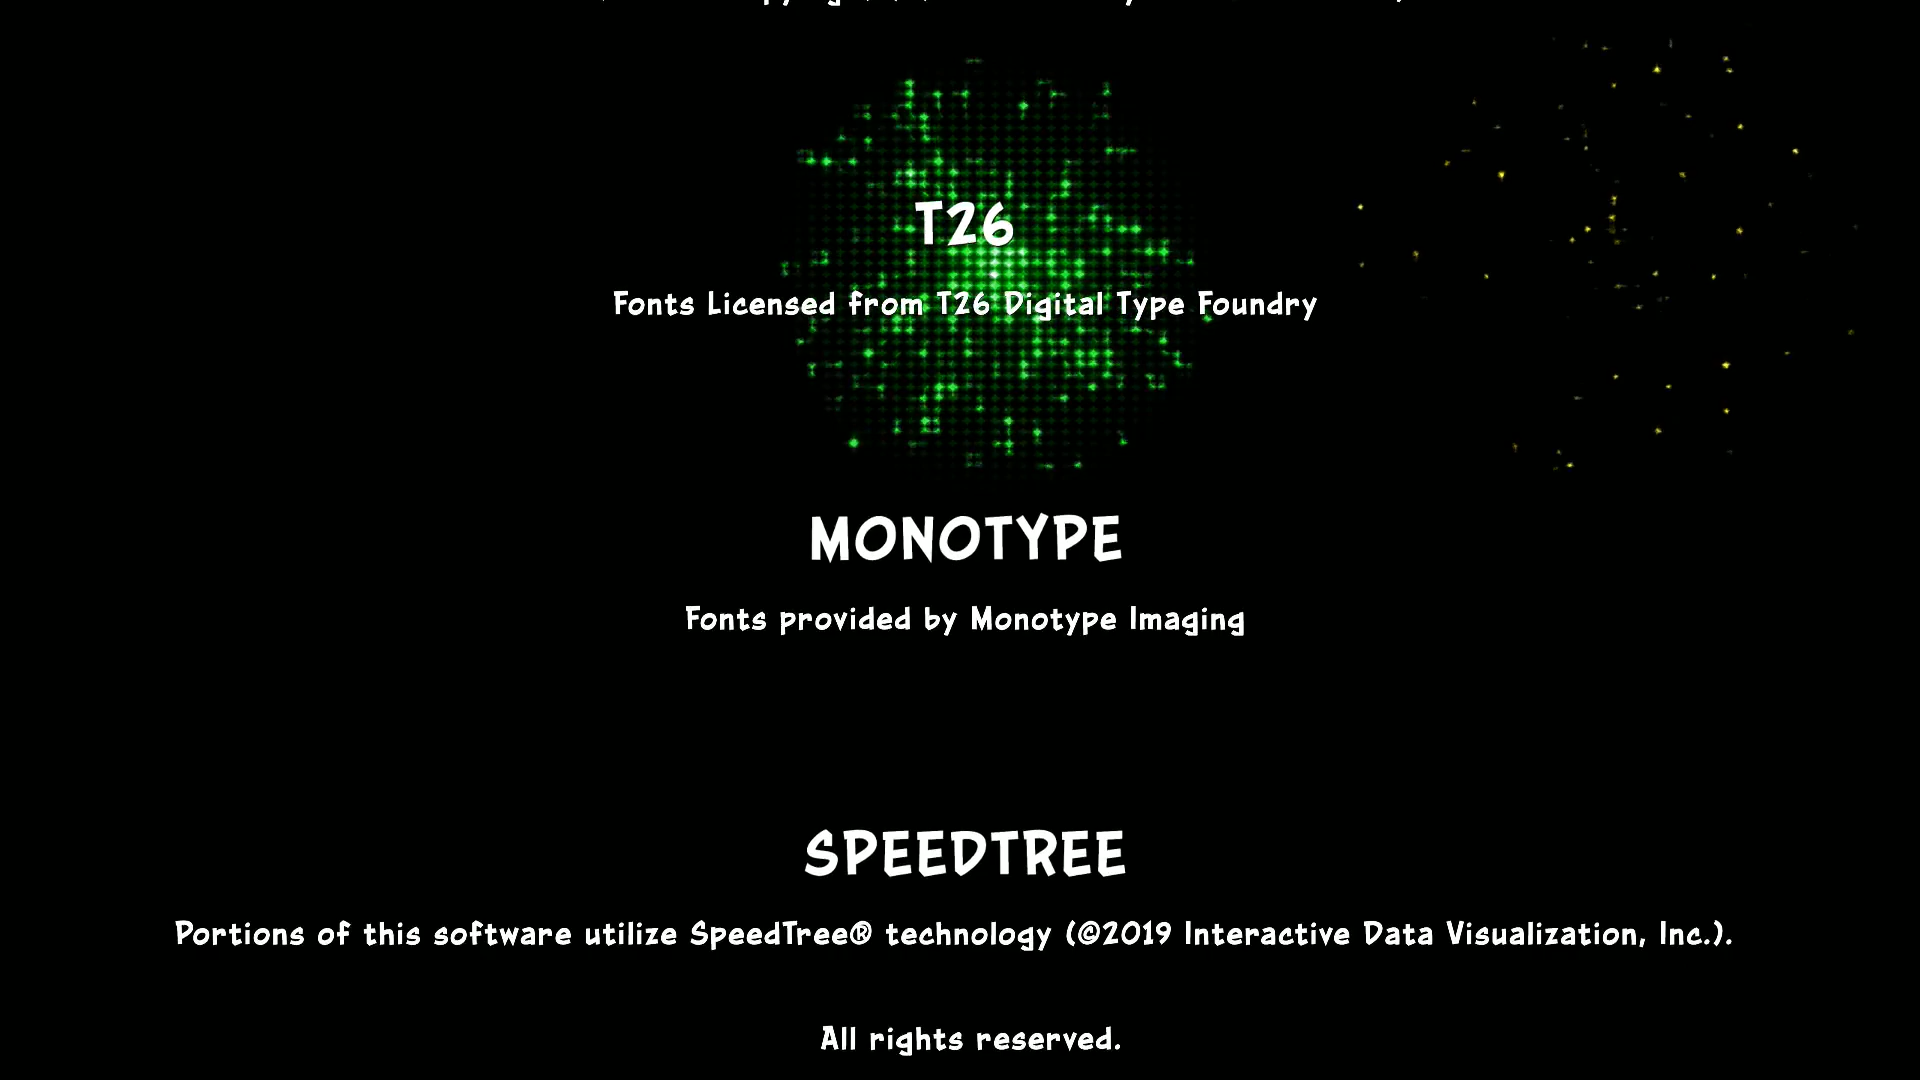 T26
Fonts Licensed from T26 Digital Type Foundry
MONOTYPE
Fonts provided by Monotype Imaging
SPEEDTREE
Portions of this software utilize SpeedTree® technology (©2019 Interactive Data Visualization, Inc.).
All rights reserved.